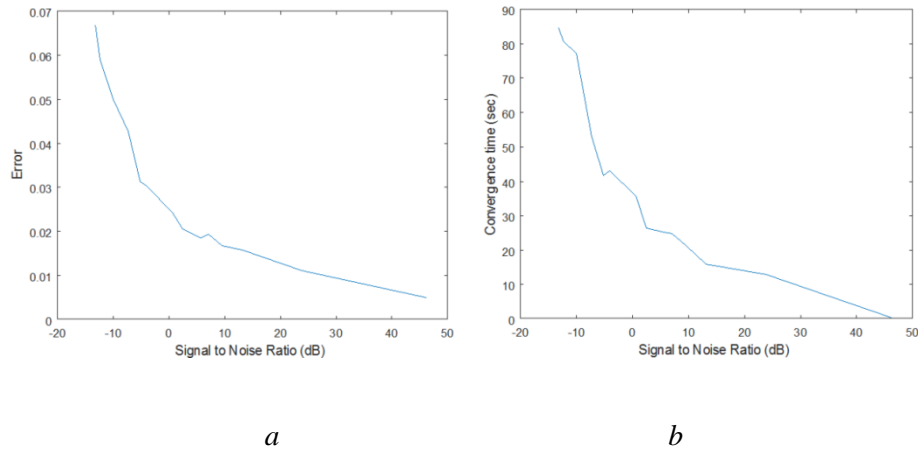 0.07
0.06
0.05
0.04
0.03
0.02
0.01
0
Error
-20 -10 0 10 20 30 40 50
Signal to Noise Ratio (dB)
90
80
70
60
50
40
30
20
10
0
Convergence time (sec)
-20 -10 0 10 20 30 40 50
Signal to Noise Ratio (dB)
a
b